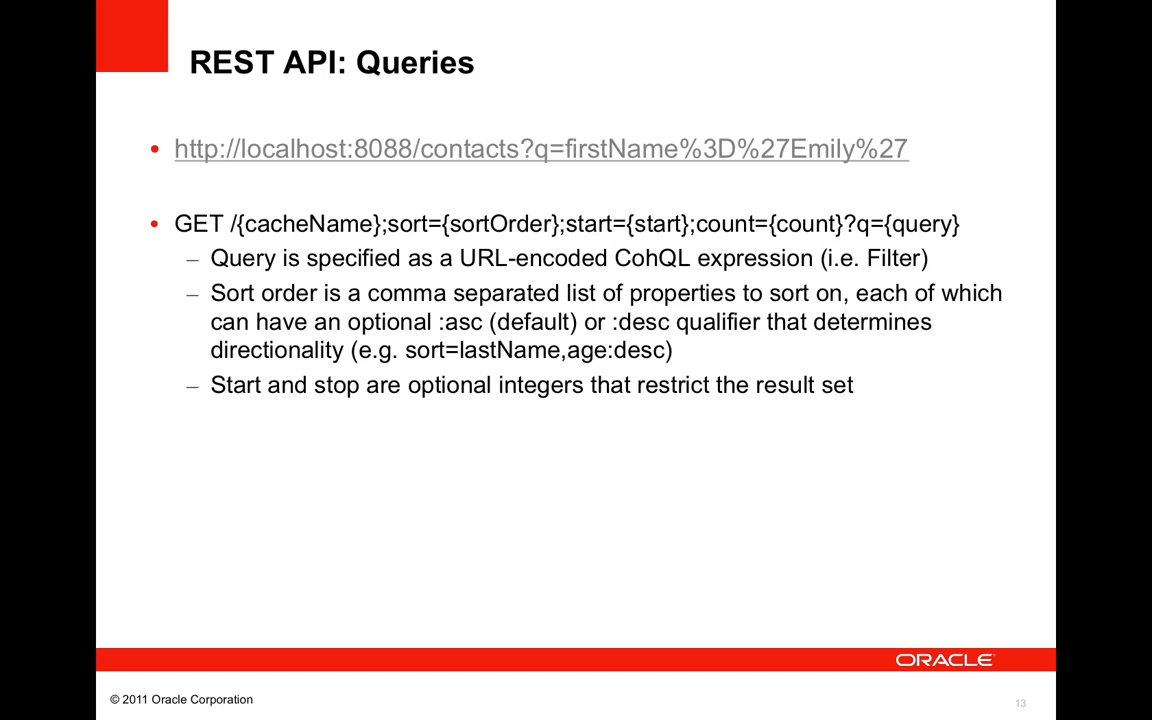 REST API: Queries
• http://localhost:8088/contacts?q=firstName%3D%27Emily%27
• GET /{cacheName};sort={sortOrder};start={start};count={count}?q={query}
– Query is specified as a URL-encoded CohQL expression (i.e. Filter)
– Sort order is a comma separated list of properties to sort on, each of which
can have an optional :asc (default) or :desc qualifier that determines
directionality (e.g. sort=lastName,age:desc)
– Start and stop are optional integers that restrict the result set
ORACLE
© 2011 Oracle Corporation
13